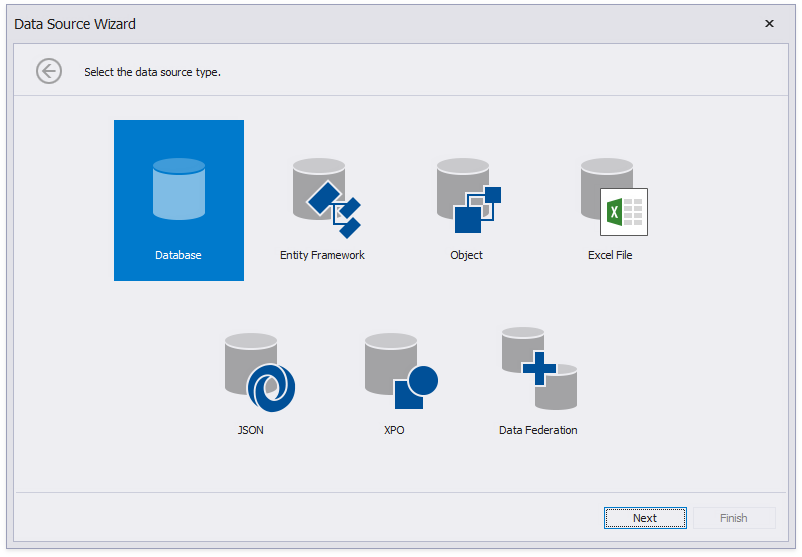 Data Source Wizard
Select the data source type.
Database
Entity Framework
Object
Excel File
X
JSON
XPO
Data Federation
Next
Finish